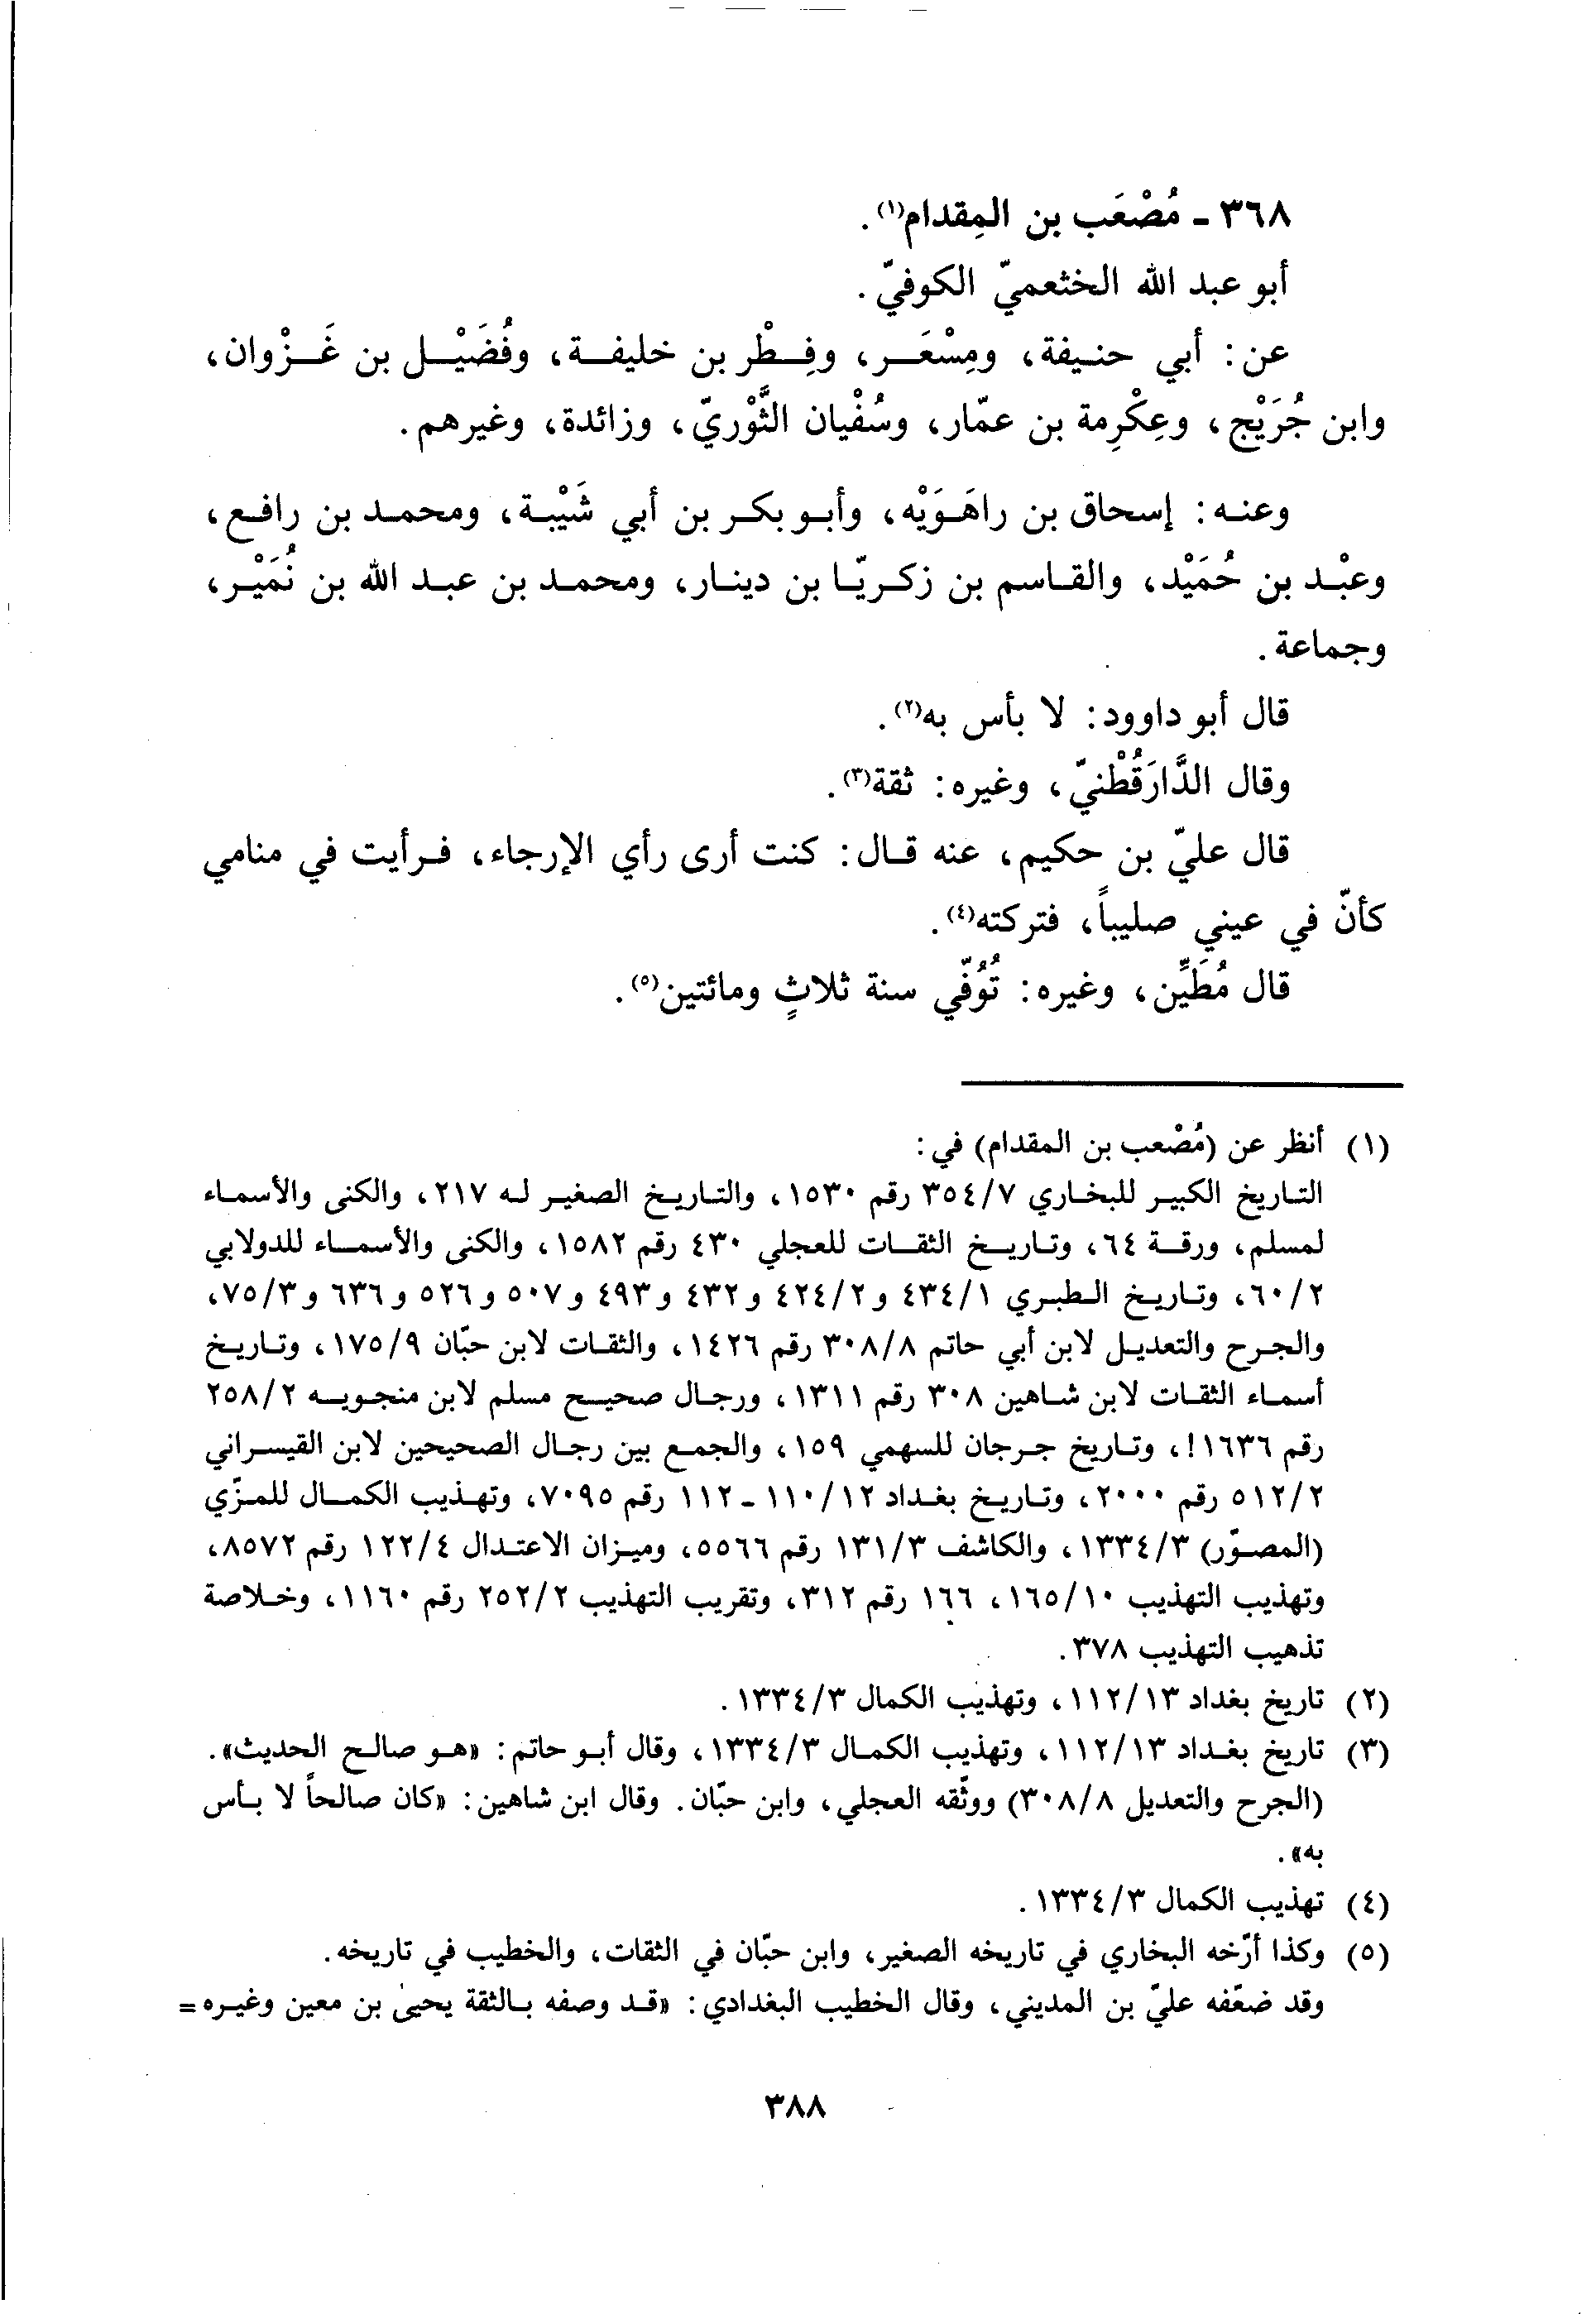 ٣٦٨ - مُصْعَب بن المِقدام(١).
أبو عبد الله الخثعميّ الكوفيّ.
عن: أبي حنيفة، ومِسْعَر، وفِطْر بن خليفة، وفُضَيْل بن غَزْوان،
وابن جُرَيْج، وعِكْرِمة بن عمّار، وسُفْيان الثَّوْريّ، وزائدة، وغيرهم.
وعنه: إسحاق بن راهَوَيْه، وأبو بكر بن أبي شَيْبة، ومحمد بن رافع،
وعبْد بن حُمَيْد، والقاسم بن زكريّا بن دينار، ومحمد بن عبد الله بن نُمَيْر،
وجماعة.
قال أبو داوود: لا بأس به(٢).
وقال الدَّارَقُطْنيّ، وغيره: ثقة(٣).
قال عليّ بن حكيم، عنه قال: كنت أرى رأي الإرجاء، فرأيت في منامي
كأنّ في عيني صليباً، فتركته(٤).
قال مُطَيِّن، وغيره: تُوُفّي سنة ثلاثٍ ومائتين(٥).
(١) أنظر عن (مُصْعب بن المقدام) في:
التاريخ الكبير للبخاري ٣٥٤/٧ رقم ١٥٣٠، والتاريخ الصغير له ٢١٧، والكنى والأسماء
لمسلم، ورقة ٦٤، وتاريخ الثقات للعجلي ٤٣٠ رقم ١٥٨٢، والكنى والأسماء للدولابي
٦٠/٢، وتاريخ الطبري ٤٣٤/١ و٤٢٤/٢ و٤٣٢ و٤٩٣ و٥٠٧ و٥٢٦ و٦٣٦ و٧٥/٣،
والجرح والتعديل لابن أبي حاتم ٣٠٨/٨ رقم ١٤٢٦، والثقات لابن حبّان ١٧٥/٩، وتاريخ
أسماء الثقات لابن شاهين ٣٠٨ رقم ١٣١١، ورجال صحيح مسلم لابن منجويه ٢٥٨/٢
رقم ١٦٣٦!، وتاريخ جرجان للسهمي ١٥٩، والجمع بين رجال الصحيحين لابن القيسراني
٥١٢/٢ رقم ٢٠٠٠، وتاريخ بغداد ١١٠/١٢ - ١١٢ رقم ٧٠٩٥، وتهذيب الكمال للمزّي
(المصوّر) ١٣٣٤/٣، والكاشف ١٣١/٣ رقم ٥٥٦٦، وميزان الاعتدال ١٢٢/٤ رقم ٨٥٧٢،
وتهذيب التهذيب ١٦٥/١٠، ١٦٦ رقم ٣١٢، وتقريب التهذيب ٢٥٢/٢ رقم ١١٦٠، وخلاصة
تذهيب التهذيب ٣٧٨.
(٢) تاريخ بغداد ١١٢/١٣، وتهذيب الكمال ١٣٣٤/٣.
(٣) تاريخ بغداد ١١٢/١٣، وتهذيب الكمال ١٣٣٤/٣، وقال أبو حاتم: «هو صالح الحديث».
(الجرح والتعديل ٣٠٨/٨) ووثّقه العجلي، وابن حبّان. وقال ابن شاهين: «كان صالحاً لا بأس
به».
(٤) تهذيب الكمال ١٣٣٤/٣.
(٥) وكذا أرّخه البخاري في تاريخه الصغير، وابن حبّان في الثقات، والخطيب في تاريخه.
وقد ضعّفه عليّ بن المديني، وقال الخطيب البغدادي: «قد وصفه بالثقة يحيىٰ بن معين وغيره =
٣٨٨